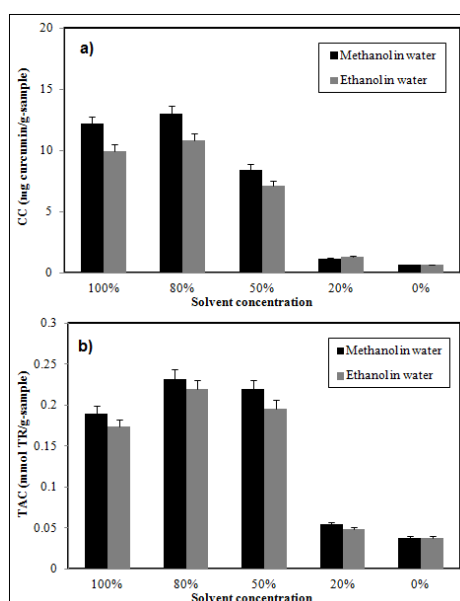 a)
Methanol in water
Ethanol in water
CC (mg curcumin/g-sample)
20
15
10
5
0
100% 80% 50% 20% 0%
Solvent concentration
b)
Methanol in water
Ethanol in water
TAC (mmol TR/g-sample)
0.3
0.25
0.2
0.15
0.1
0.05
0
100% 80% 50% 20% 0%
Solvent concentration